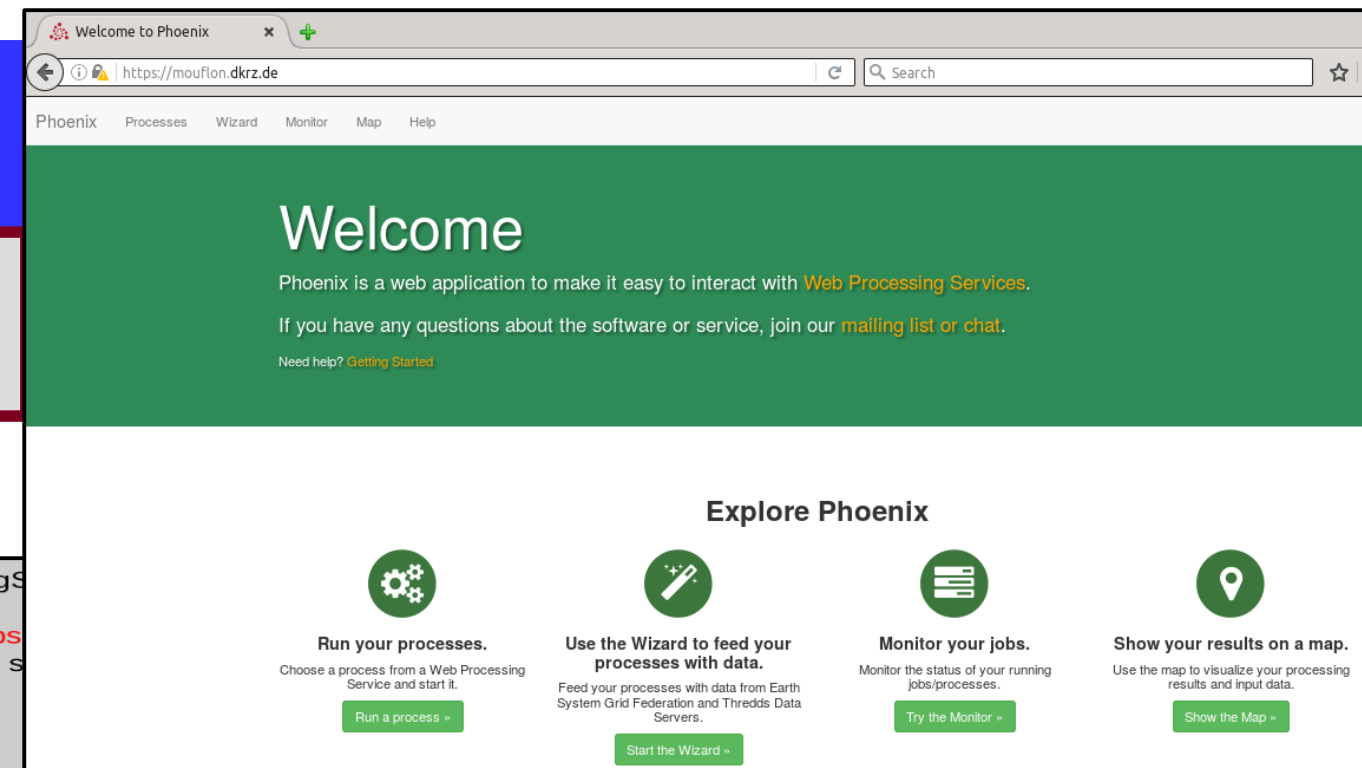 Welcome to Phoenix
https://mouflon.dkrz.de
Search
Phoenix Processes Wizard Monitor Map Help
Welcome
Phoenix is a web application to make it easy to interact with Web Processing Services.
If you have any questions about the software or service, join our mailing list or chat.
Need help? Getting Started
Explore Phoenix
Run your processes.
Choose a process from a Web Processing
Service and start it.
Run a process »
Use the Wizard to feed your
processes with data.
Feed your processes with data from Earth
System Grid Federation and Thredds Data
Servers.
Start the Wizard »
Monitor your jobs.
Monitor the status of your running
jobs/processes.
Try the Monitor »
Show your results on a map.
Use the map to visualize your processing
results and input data.
Show the Map »